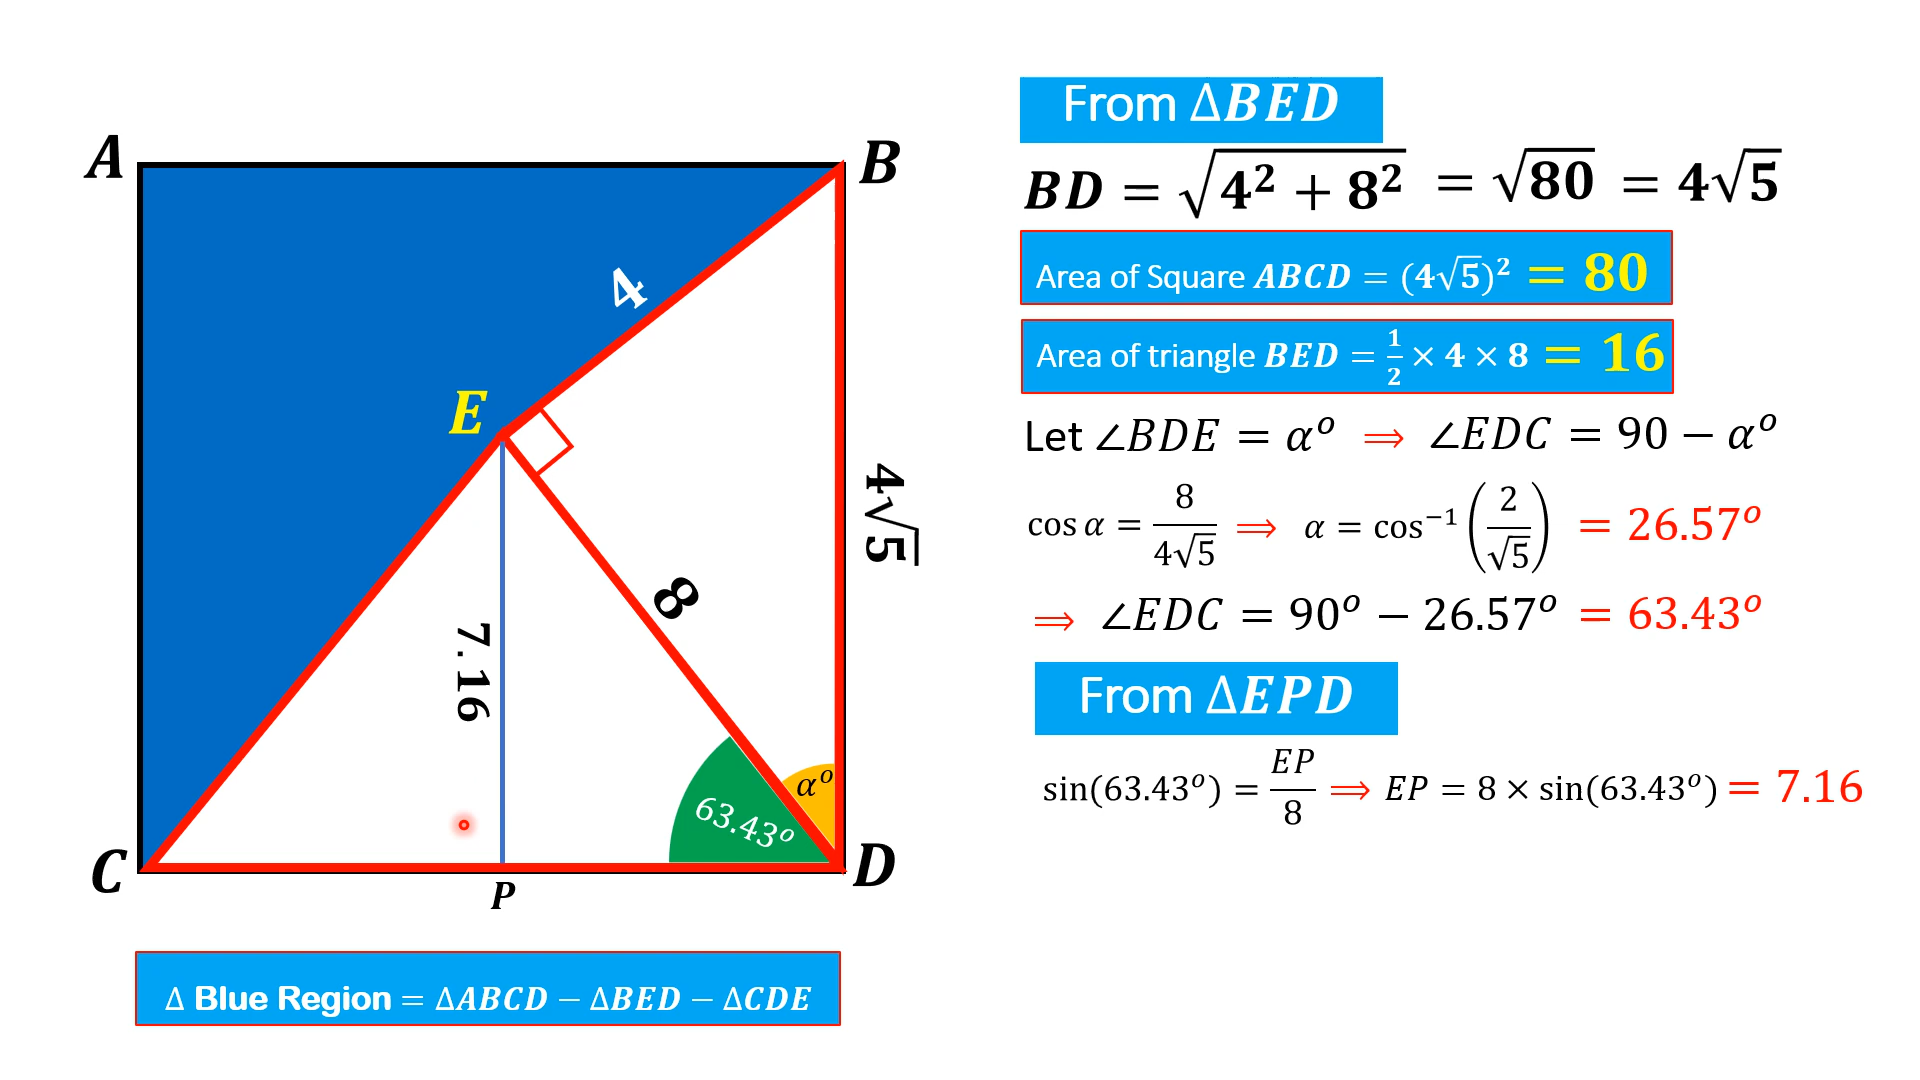 A
B
4
E
8
4√5
7.16
63.43°
α°
C
D
P
Δ Blue Region = ΔABCD − ΔBED − ΔCDE
From ΔBED
BD = √(4² + 8²) = √80 = 4√5
Area of Square ABCD = (4√5)² = 80
Area of triangle BED = 1/2 × 4 × 8 = 16
Let ∠BDE = α° ⟹ ∠EDC = 90 − α°
cos α = 8/(4√5) ⟹ α = cos⁻¹(2/√5) = 26.57°
⟹ ∠EDC = 90° − 26.57° = 63.43°
From ΔEPD
sin(63.43°) = EP/8 ⟹ EP = 8 × sin(63.43°) = 7.16